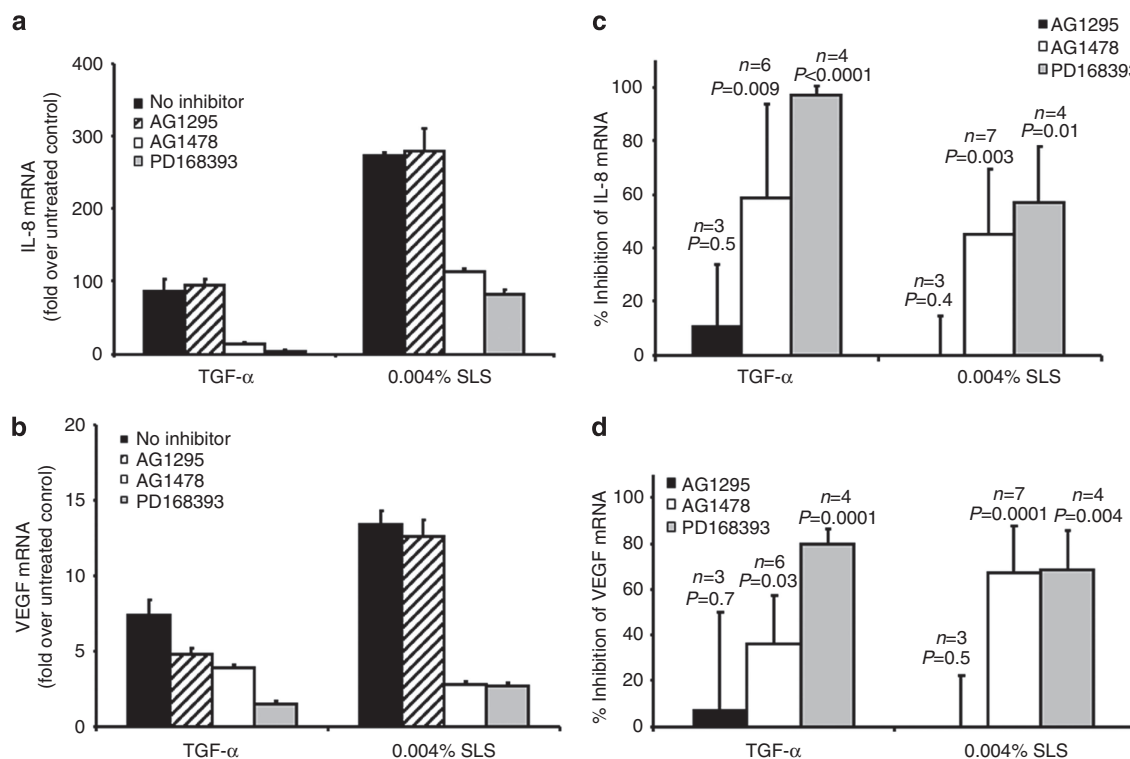 a
IL-8 mRNA
(fold over untreated control)
400
300
200
100
0
No inhibitor
AG1295
AG1478
PD168393
TGF-α
0.004% SLS
c
% Inhibition of IL-8 mRNA
100
80
60
40
20
0
AG1295
AG1478
PD168393
n=3
P=0.5
n=6
P=0.009
n=4
P<0.0001
n=3
P=0.4
n=7
P=0.003
n=4
P=0.01
TGF-α
0.004% SLS
b
VEGF mRNA
(fold over untreated conrol)
20
15
10
5
0
No inhibitor
AG1295
AG1478
PD168393
TGF-α
0.004% SLS
d
% Inhibition of VEGF mRNA
100
80
60
40
20
0
AG1295
AG1478
PD168393
n=3
P=0.7
n=6
P=0.03
n=4
P=0.0001
n=3
P=0.5
n=7
P=0.0001
n=4
P=0.004
TGF-α
0.004% SLS